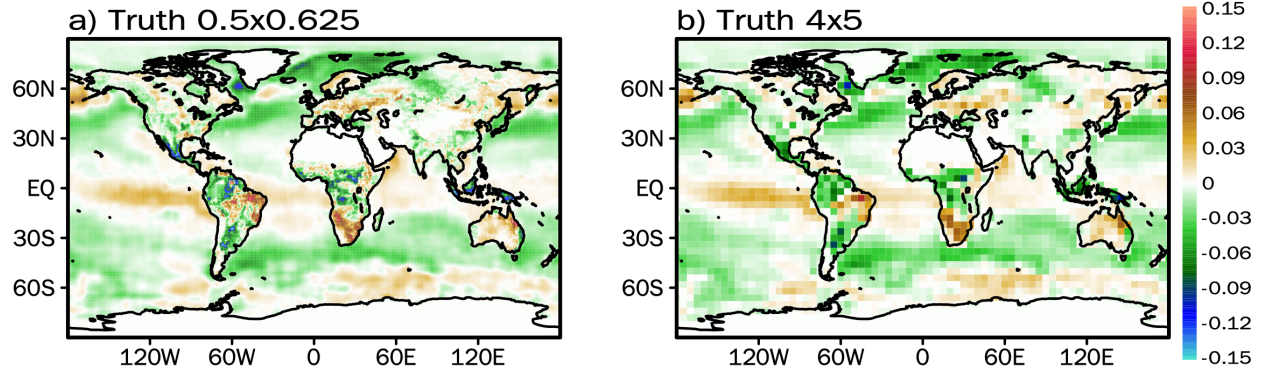 a) Truth 0.5x0.625
60N
30N
EQ
30S
60S
120W 60W 0 60E 120E
b) Truth 4x5
60N
30N
EQ
30S
60S
120W 60W 0 60E 120E
0.15
0.12
0.09
0.06
0.03
0
-0.03
-0.06
-0.09
-0.12
-0.15